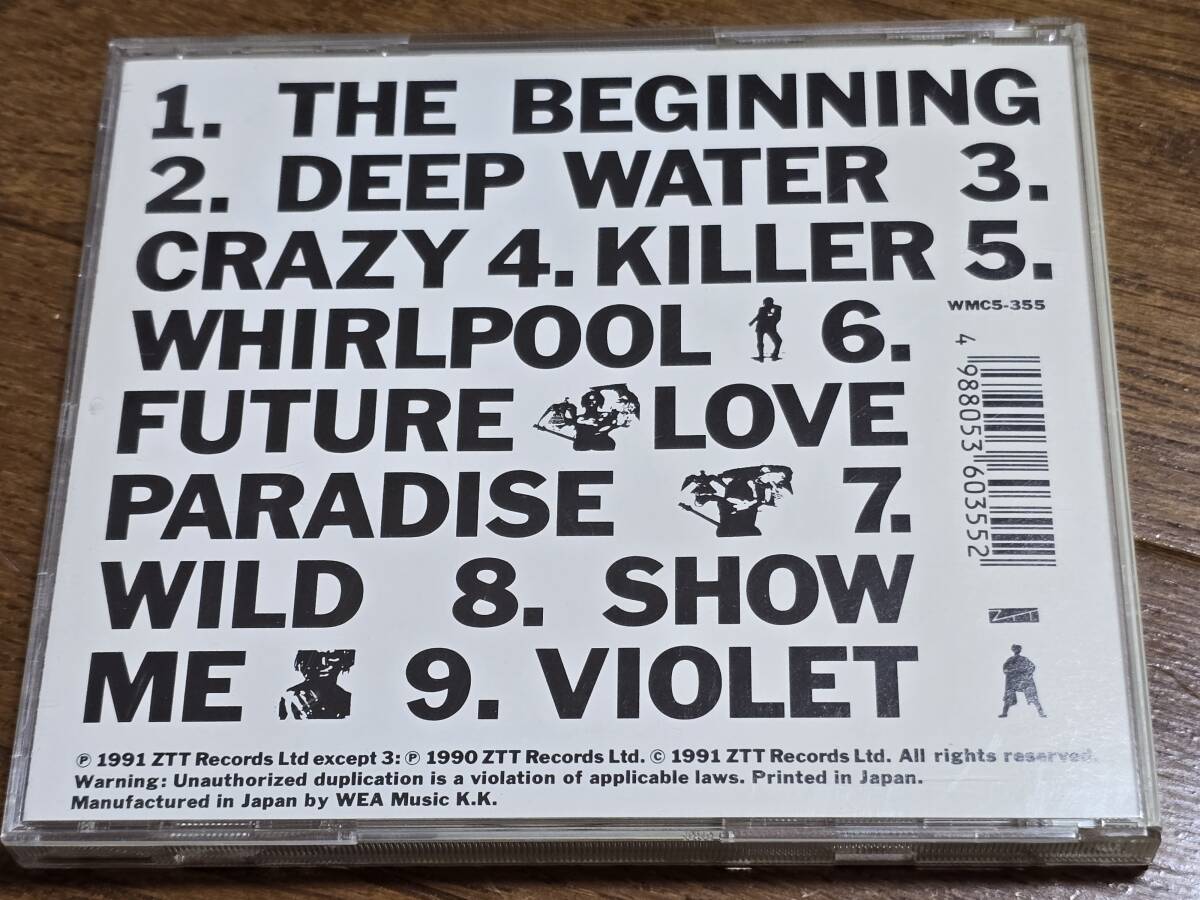 1. THE BEGINNING
2. DEEP WATER 3.
CRAZY 4. KILLER 5.
WHIRLPOOL 6.
FUTURE LOVE
PARADISE 7.
WILD 8. SHOW
ME 9. VIOLET
WMC5-355
4 988053 603552
ZTT
℗ 1991 ZTT Records Ltd except 3: ℗ 1990 ZTT Records Ltd. © 1991 ZTT Records Ltd. All rights reserved.
Warning: Unauthorized duplication is a violation of applicable laws. Printed in Japan.
Manufactured in Japan by WEA Music K.K.